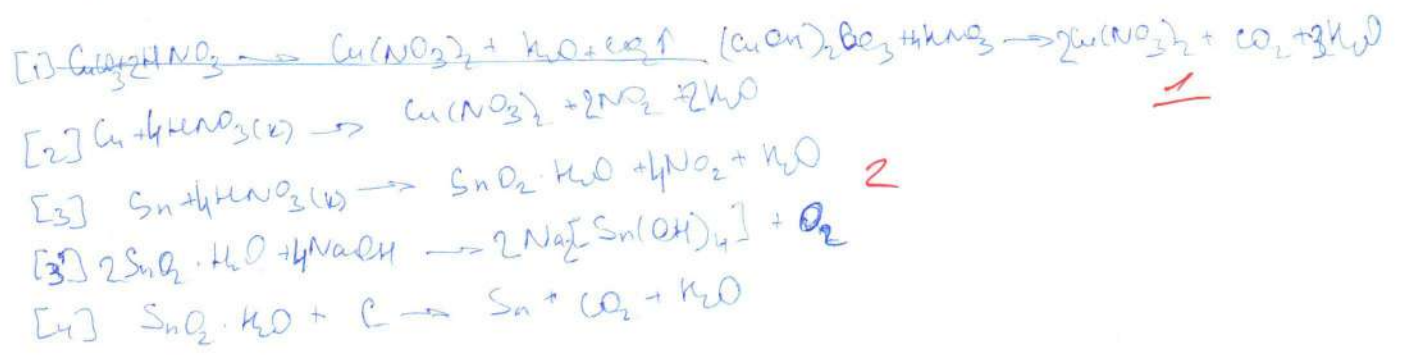 [1] CuCO3+2HNO3 → Cu(NO3)2 + H2O + CO2↑ (CuOH)2CO3 + 4HNO3 → 2Cu(NO3)2 + CO2 + 3H2O
1
[2] Cu + 4HNO3(к) → Cu(NO3)2 + 2NO2 + 2H2O
[3] Sn + 4HNO3(к) → SnO2·H2O + 4NO2 + H2O 2
[3'] 2SnO2·H2O + 4NaOH → 2Na2[Sn(OH)4] + O2
[4] SnO2·H2O + C → Sn + CO2 + H2O